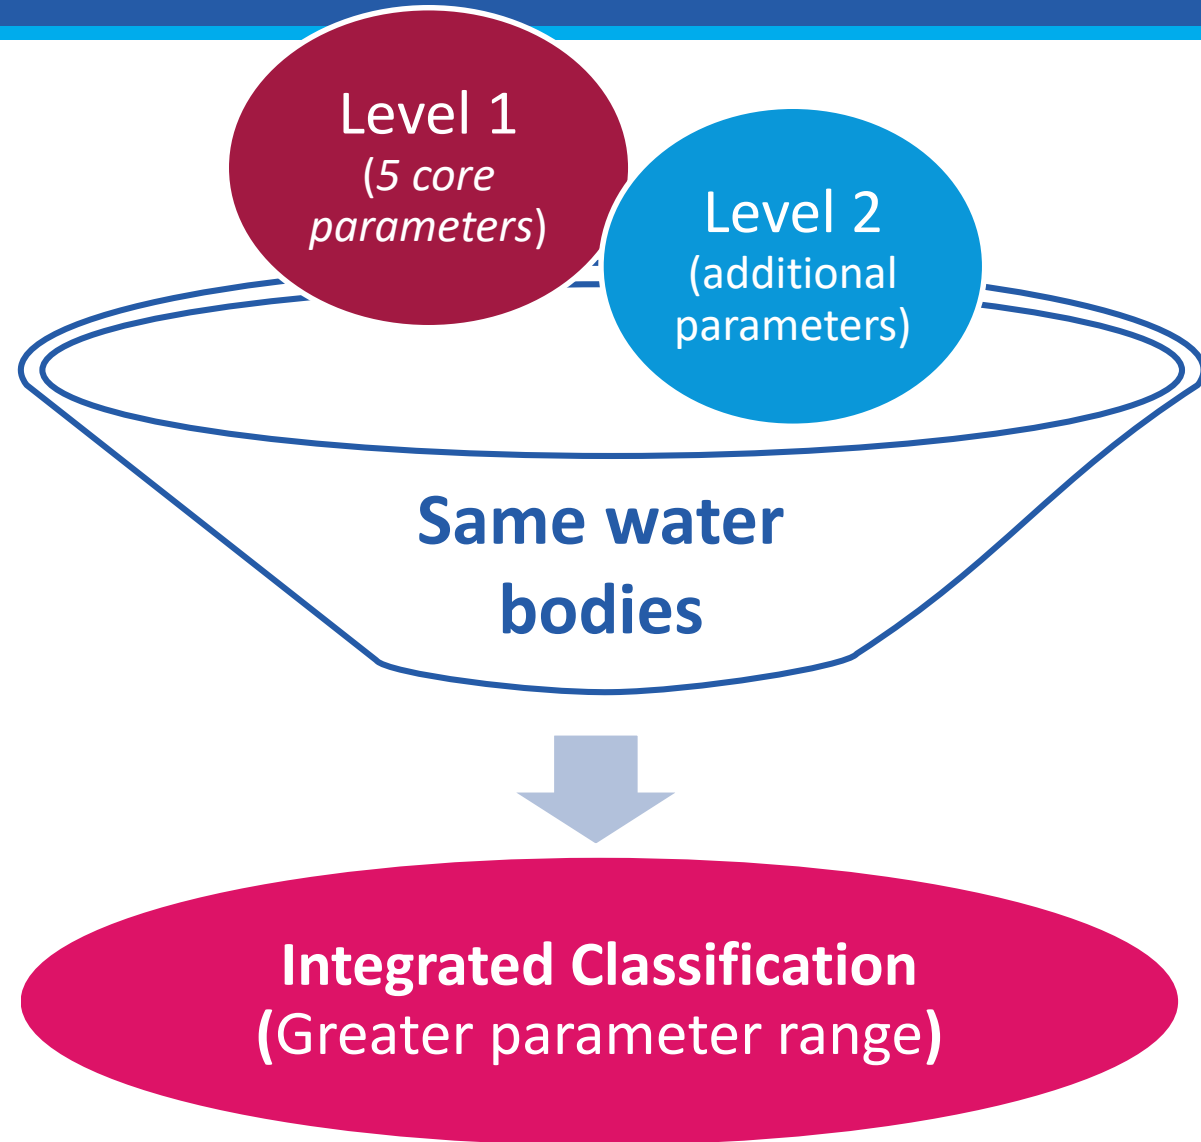 Level 1
(5 core
parameters)
Level 2
(additional
parameters)
Same water
bodies
Integrated Classification
(Greater parameter range)